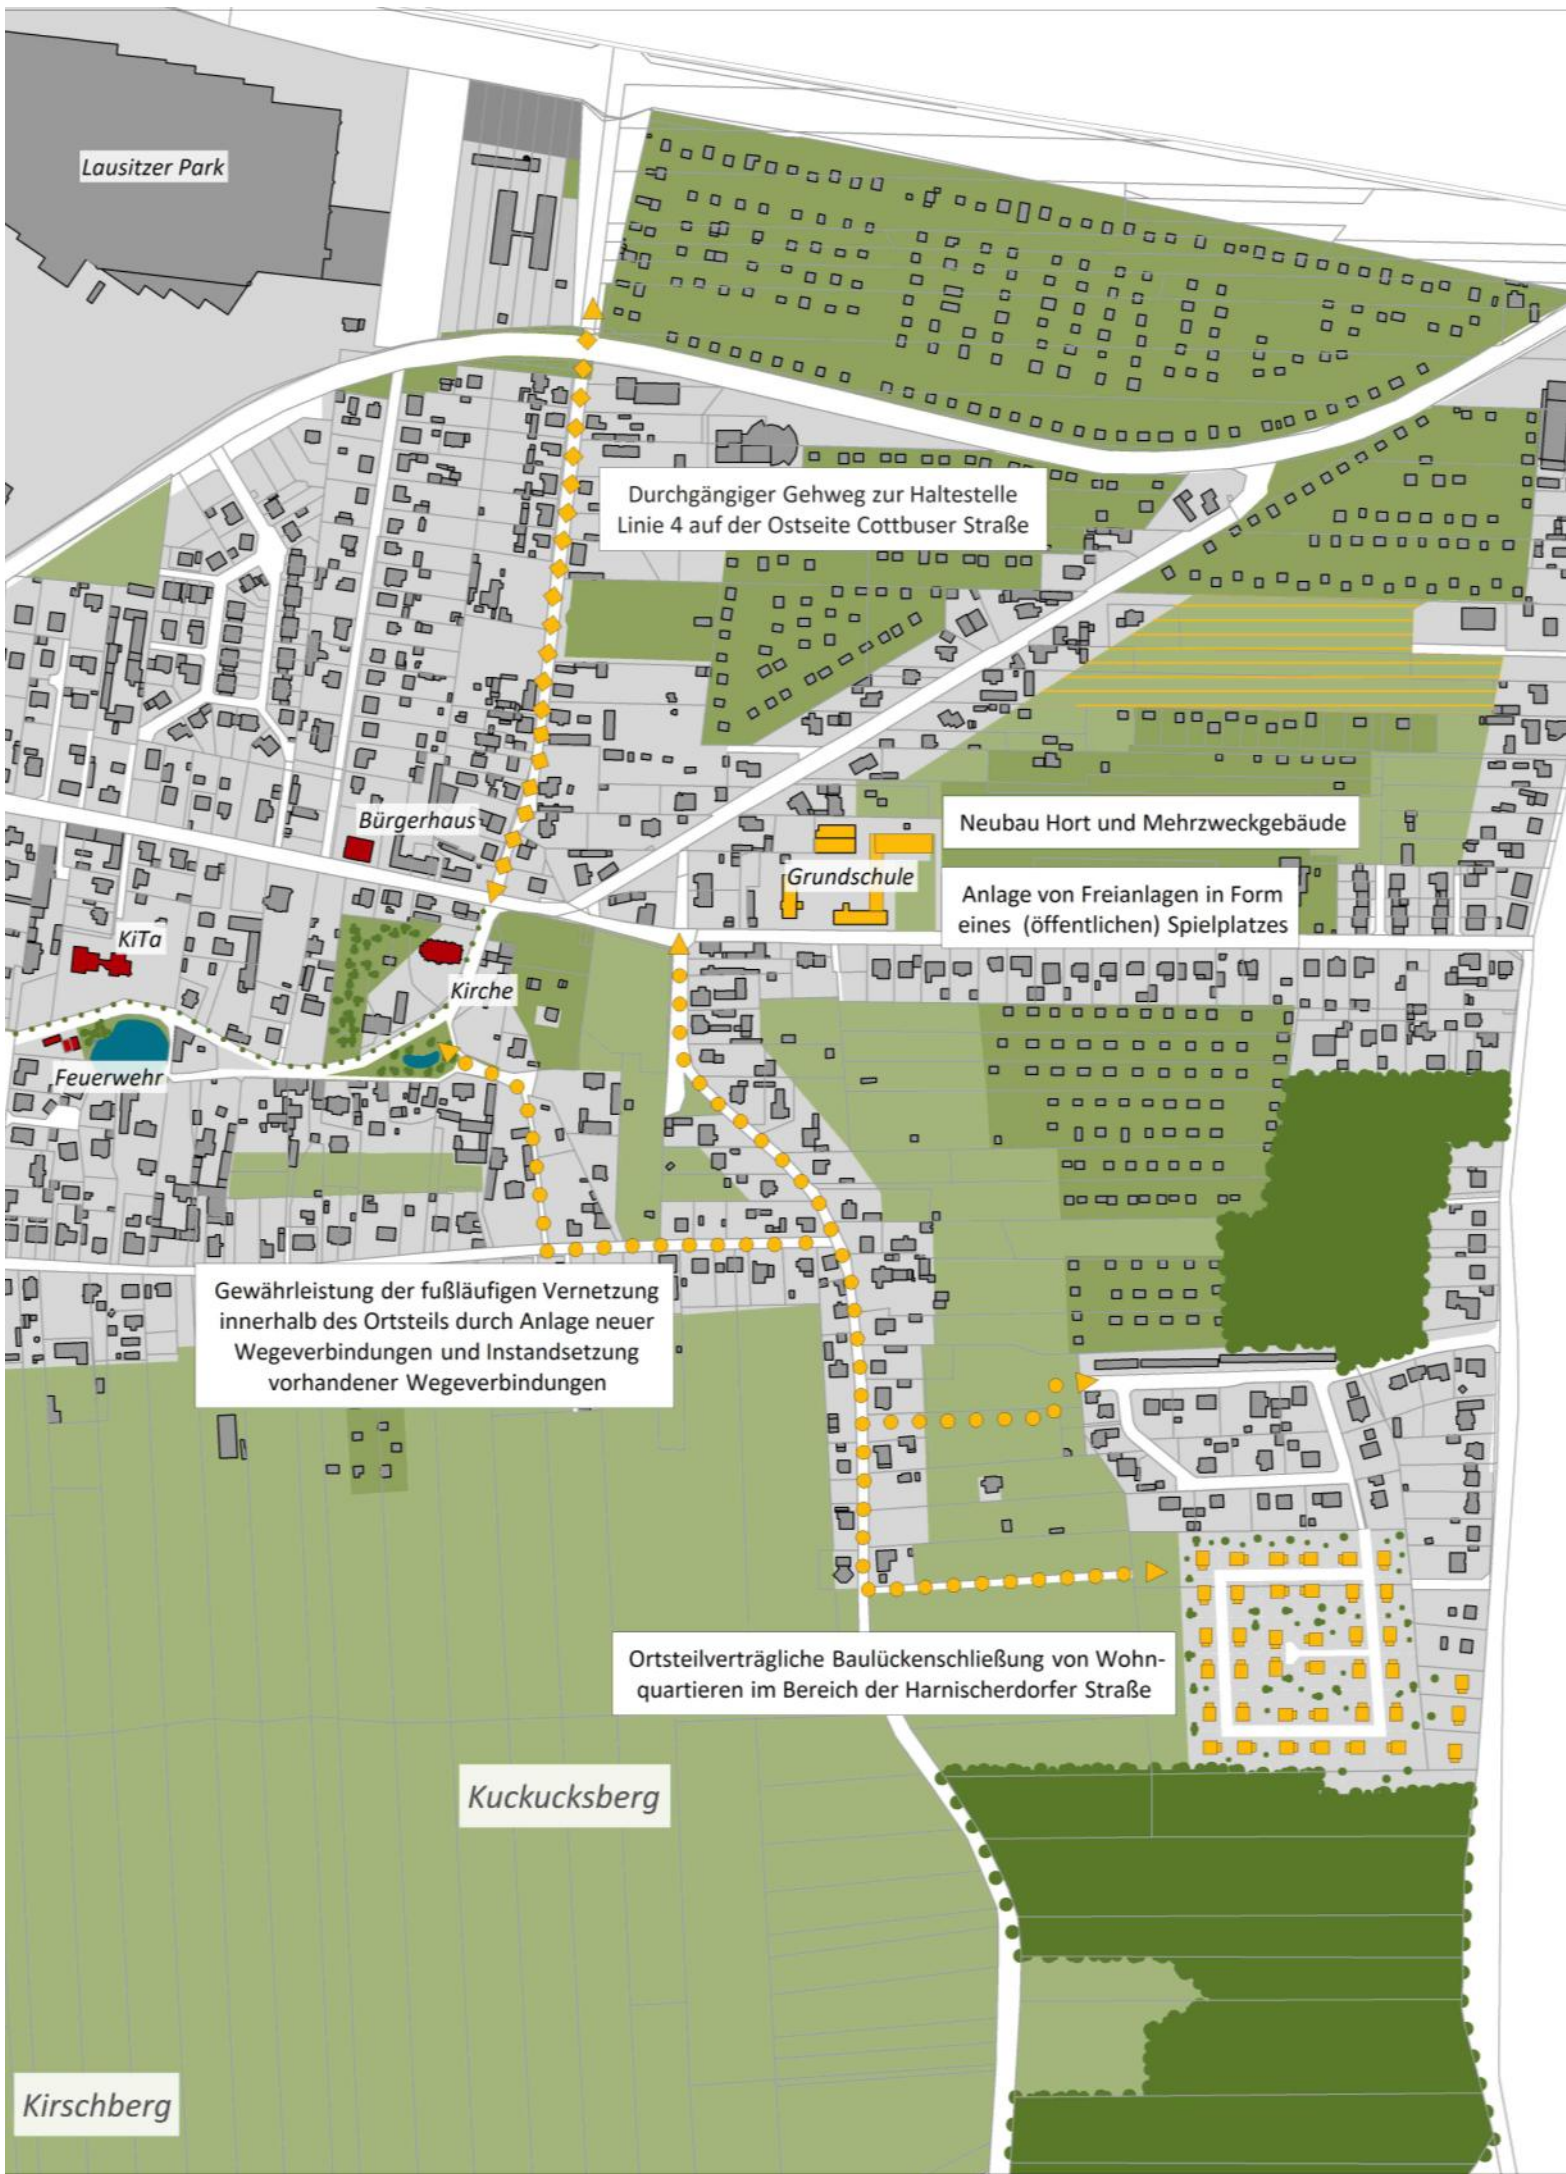 Lausitzer Park
Durchgängiger Gehweg zur Haltestelle
Linie 4 auf der Ostseite Cottbuser Straße
Bürgerhaus
Neubau Hort und Mehrzweckgebäude
Grundschule
Anlage von Freianlagen in Form
eines (öffentlichen) Spielplatzes
KiTa
Kirche
Feuerwehr
Gewährleistung der fußläufigen Vernetzung
innerhalb des Ortsteils durch Anlage neuer
Wegeverbindungen und Instandsetzung
vorhandener Wegeverbindungen
Ortsteilverträgliche Baulückenschließung von Wohn-
quartieren im Bereich der Harnischerdorfer Straße
Kuckucksberg
Kirschberg